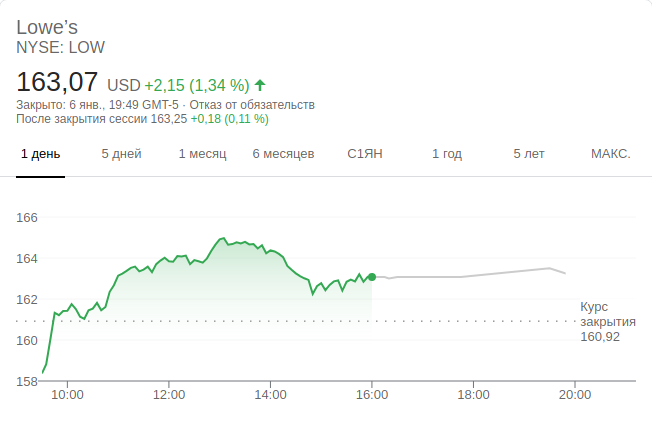 Lowe's
NYSE: LOW
163,07 USD +2,15 (1,34 %)
Закрыто: 6 янв., 19:49 GMT-5 · Отказ от обязательств
После закрытия сессии 163,25 +0,18 (0,11 %)
1 день 5 дней 1 месяц 6 месяцев С1ЯН 1 год 5 лет МАКС.
166
164
162
Курс
закрытия
160,92
160
158
10:00 12:00 14:00 16:00 18:00 20:00